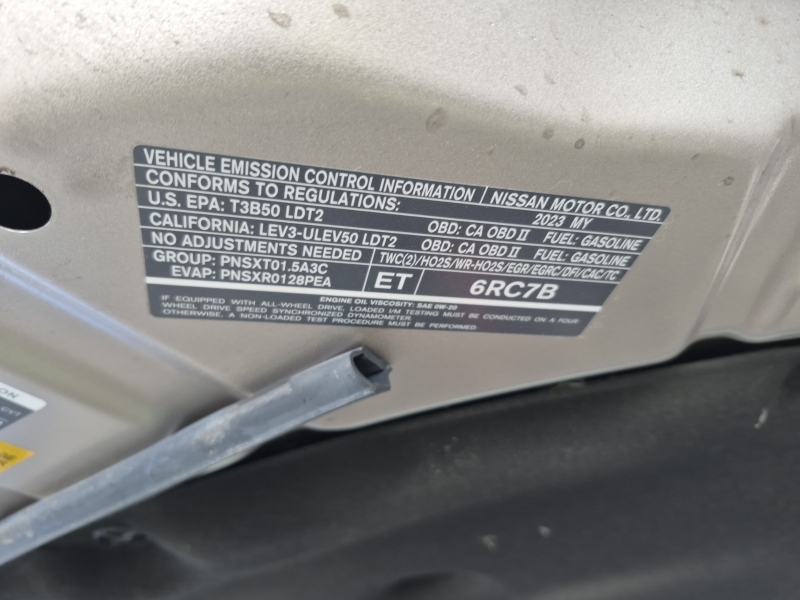 VEHICLE EMISSION CONTROL INFORMATION NISSAN MOTOR CO., LTD.
CONFORMS TO REGULATIONS: 2023 MY
U.S. EPA: T3B50 LDT2 OBD: CA OBD II FUEL: GASOLINE
CALIFORNIA: LEV3-ULEV50 LDT2 OBD: CA OBD II FUEL: GASOLINE
NO ADJUSTMENTS NEEDED TWC(2)/HO2S/WR-HO2S/EGR/EGRC/DFI/CAC/TC
GROUP: PNSXT01.5A3C
EVAP: PNSXR0128PEA
ET 6RC7B
ENGINE OIL VISCOSITY: SAE 0W-20
IF EQUIPPED WITH ALL-WHEEL DRIVE, LOADED I/M TESTING MUST BE CONDUCTED ON A FOUR
WHEEL DRIVE SPEED SYNCHRONIZED DYNAMOMETER.
OTHERWISE, A NON-LOADED TEST PROCEDURE MUST BE PERFORMED.
ON